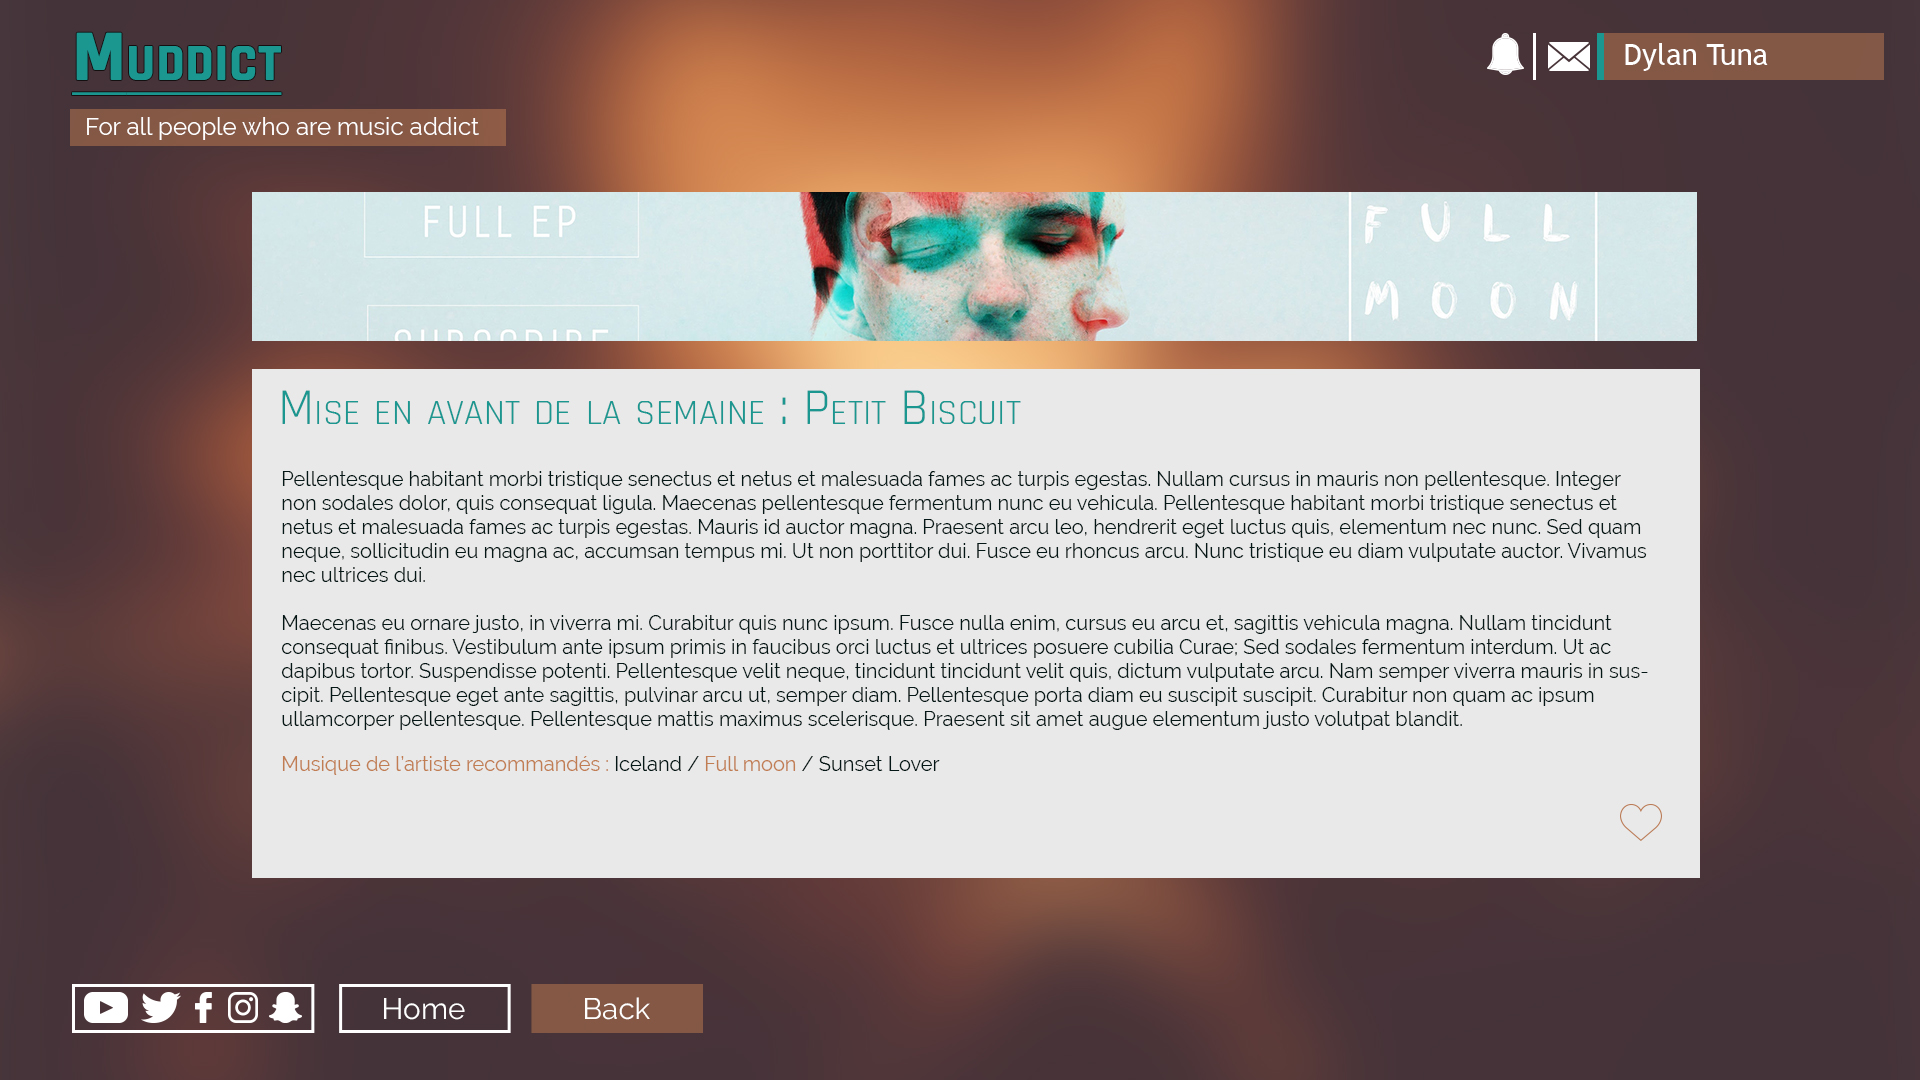 Muddict
For all people who are music addict
Dylan Tuna
FULL EP
SUBSCRIBE
FULL
MOON
Mise en avant de la semaine : Petit Biscuit
Pellentesque habitant morbi tristique senectus et netus et malesuada fames ac turpis egestas. Nullam cursus in mauris non pellentesque. Integer
non sodales dolor, quis consequat ligula. Maecenas pellentesque fermentum nunc eu vehicula. Pellentesque habitant morbi tristique senectus et
netus et malesuada fames ac turpis egestas. Mauris id auctor magna. Praesent arcu leo, hendrerit eget luctus quis, elementum nec nunc. Sed quam
neque, sollicitudin eu magna ac, accumsan tempus mi. Ut non porttitor dui. Fusce eu rhoncus arcu. Nunc tristique eu diam vulputate auctor. Vivamus
nec ultrices dui.
Maecenas eu ornare justo, in viverra mi. Curabitur quis nunc ipsum. Fusce nulla enim, cursus eu arcu et, sagittis vehicula magna. Nullam tincidunt
consequat finibus. Vestibulum ante ipsum primis in faucibus orci luctus et ultrices posuere cubilia Curae; Sed sodales fermentum interdum. Ut ac
dapibus tortor. Suspendisse potenti. Pellentesque velit neque, tincidunt tincidunt velit quis, dictum vulputate arcu. Nam semper viverra mauris in sus-
cipit. Pellentesque eget ante sagittis, pulvinar arcu ut, semper diam. Pellentesque porta diam eu suscipit suscipit. Curabitur non quam ac ipsum
ullamcorper pellentesque. Pellentesque mattis maximus scelerisque. Praesent sit amet augue elementum justo volutpat blandit.
Musique de l'artiste recommandés : Iceland / Full moon / Sunset Lover
Home
Back